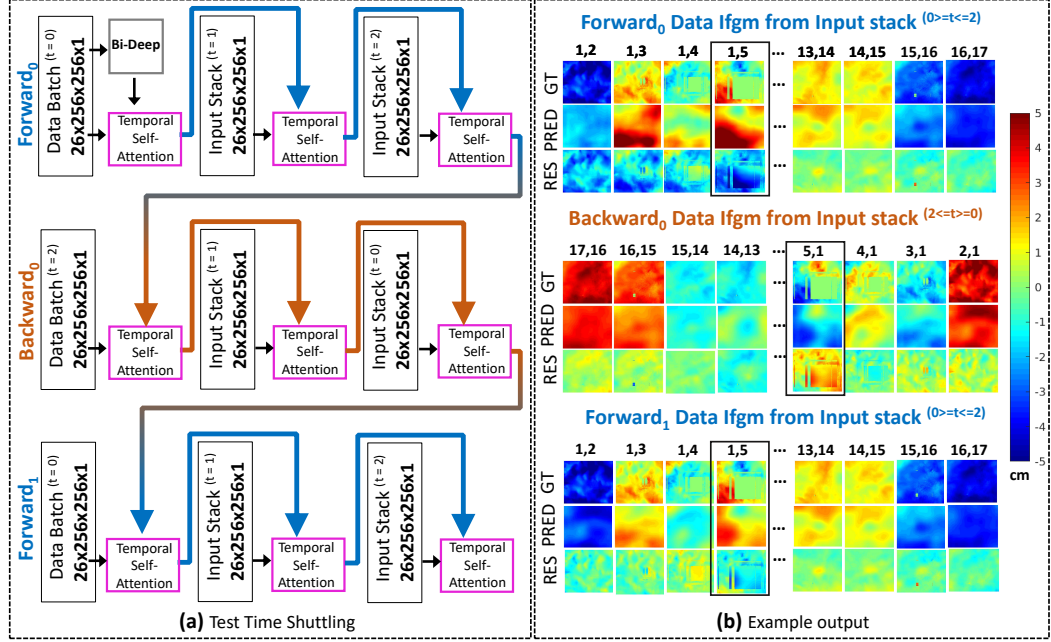 Forward0
Data Batch (t = 0)
26x256x256x1
Bi-Deep
Temporal
Self-
Attention
Input Stack (t = 1)
26x256x256x1
Temporal
Self-
Attention
Input Stack (t = 2)
26x256x256x1
Temporal
Self-
Attention
Backward0
Data Batch (t = 2)
26x256x256x1
Temporal
Self-
Attention
Input Stack (t = 1)
26x256x256x1
Temporal
Self-
Attention
Input Stack (t = 0)
26x256x256x1
Temporal
Self-
Attention
Forward1
Data Batch (t = 0)
26x256x256x1
Temporal
Self-
Attention
Input Stack (t = 1)
26x256x256x1
Temporal
Self-
Attention
Input Stack (t = 2)
26x256x256x1
Temporal
Self-
Attention
(a) Test Time Shuttling
Forward0 Data Ifgm from Input stack (0>=t<=2)
1,2 1,3 1,4 1,5 ... 13,14 14,15 15,16 16,17
GT
PRED ...
RES ...
Backward0 Data Ifgm from Input stack (2<=t>=0)
17,16 16,15 15,14 14,13 ... 5,1 4,1 3,1 2,1
GT
PRED ...
RES ...
Forward1 Data Ifgm from Input stack (0>=t<=2)
1,2 1,3 1,4 1,5 ... 13,14 14,15 15,16 16,17
GT
PRED ...
RES ...
5
4
3
2
1
0
-1
-2
-3
-4
-5
cm
(b) Example output